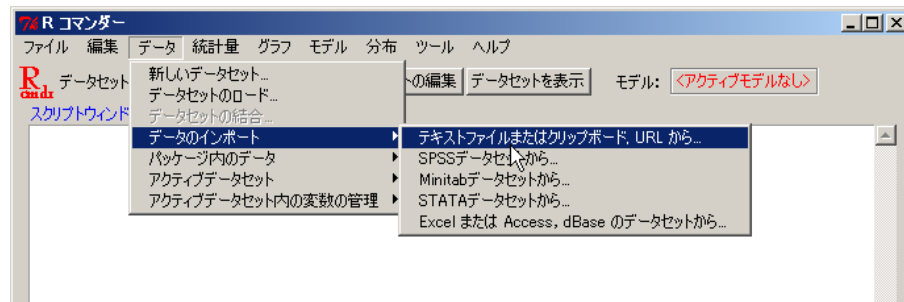 R コマンダー
ファイル 編集 データ 統計量 グラフ モデル 分布 ツール ヘルプ
R cmdr データセット の編集 データセットを表示 モデル: <アクティブモデルなし>
スクリプトウィンド
新しいデータセット...
データセットのロード...
データセットの結合...
データのインポート
パッケージ内のデータ
アクティブデータセット
アクティブデータセット内の変数の管理
テキストファイルまたはクリップボード, URL から...
SPSSデータセットから...
Minitabデータセットから...
STATAデータセットから...
Excel または Access, dBase のデータセットから...